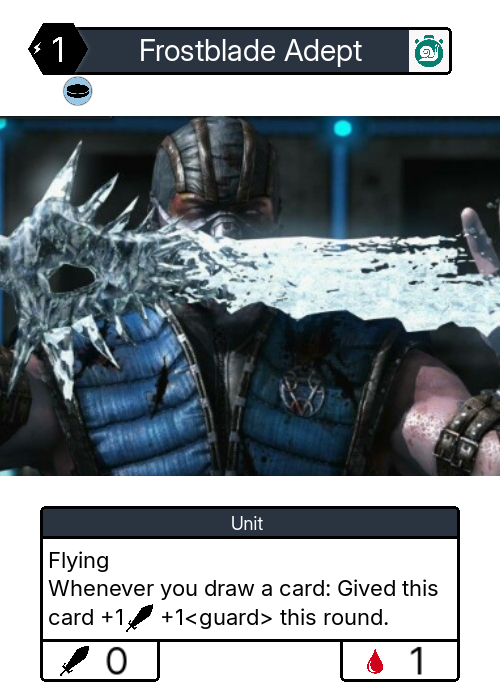 1
Frostblade Adept
Unit
Flying
Whenever you draw a card: Gived this
card +1 +1<guard> this round.
0
1